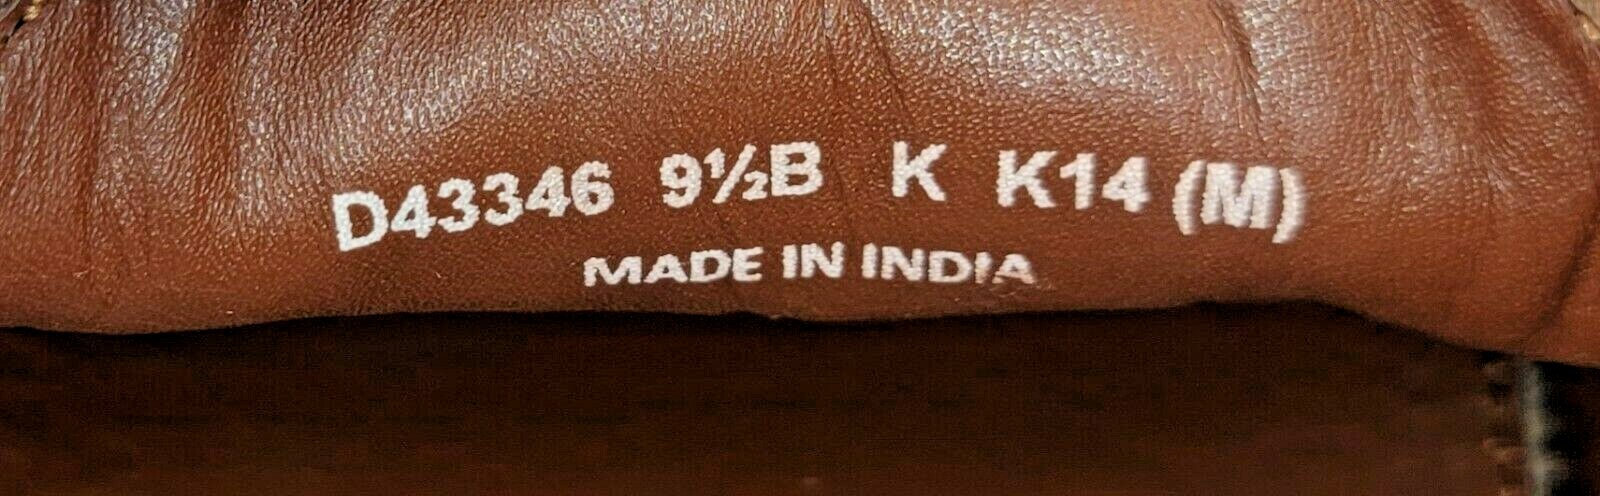 D43346 9½B K K14 (M)
MADE IN INDIA